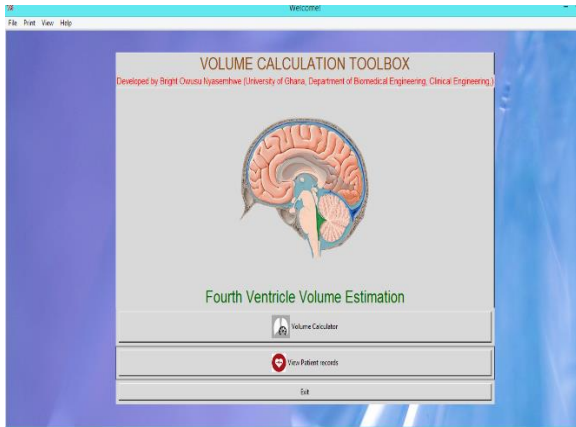 Welcome!
File Print View Help
VOLUME CALCULATION TOOLBOX
Developed by Bright Owusu Nyasemhwe (University of Ghana, Department of Biomedical Engineering, Clinical Engineering,)
Fourth Ventricle Volume Estimation
Volume Calculator
View Patient records
Exit